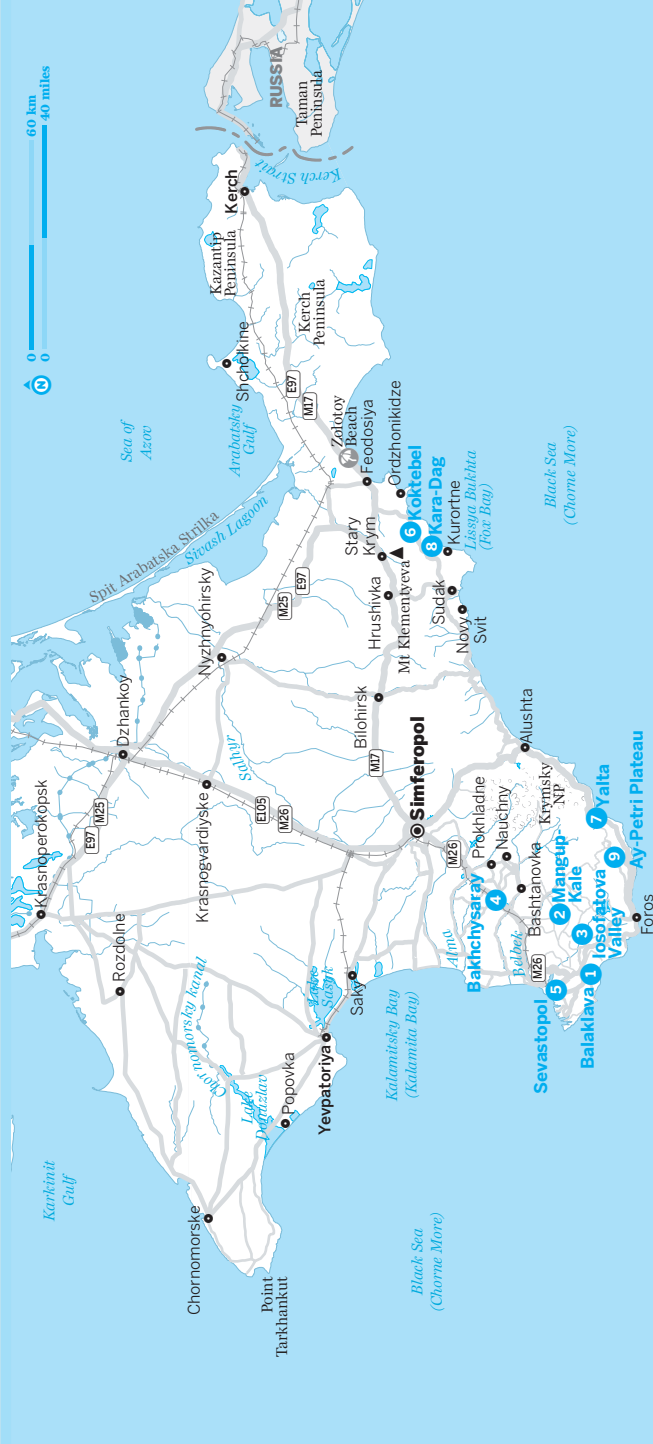 0
60 km
0
40 miles
N
RUSSIA
Taman
Peninsula
Kerch Strait
Kerch
Kazantip
Peninsula
Kerch
Peninsula
Shcholkine
Sea of
Azov
Arabatsky
Gulf
E97
M17
Zolotoy
Beach
Feodosiya
Ordzhonikidze
Spit Arabatska Strilka
Sivash Lagoon
6
Koktebel
8
Kara-Dag
Kurortne
Lissya Bukhta
(Fox Bay)
Black Sea
(Chorne More)
Stary
Krym
Hrushivka
Mt Klementyeva
Sudak
Novy
Svit
M25
E97
Nyzhnyohirsky
Dzhankoy
Salhyr
Bilohirsk
M17
Krasnoperokopsk
E97
M25
Krasnogvardiyske
E105
M26
Simferopol
Alushta
Prokhladne
Nauchny
Krymsky
NP
7
Yalta
M26
Bakhchysaray
4
Bashtanovka
2
Mangup-
Kale
9
Ay-Petri Plateau
3
Iosofatova
Valley
Foros
Alma
Belbek
M26
Sevastopol
5
Balaklava
1
Rozdolne
Chornomorsky kanal
Lake
Sasyk
Saky
Kalamitsky Bay
(Kalamita Bay)
Yevpatoriya
Lake
Donuzlav
Popovka
Karkinit
Gulf
Chornomorske
Point
Tarkhankut
Black Sea
(Chorne More)